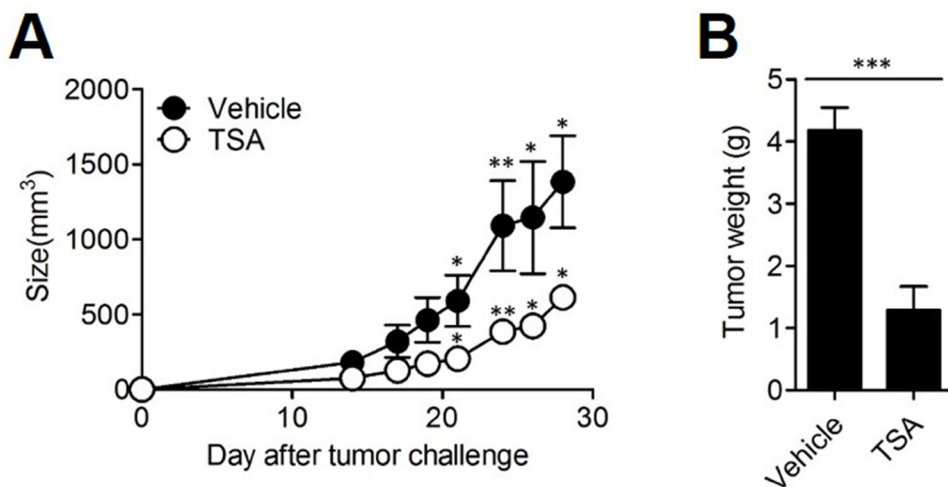 A
2000
1500
1000
500
0
Size(mm³)
Vehicle
TSA
*
**
*
*
*
**
*
*
0
10
20
30
Day after tumor challenge
B
***
5
4
3
2
1
0
Tumor weight (g)
Vehicle
TSA